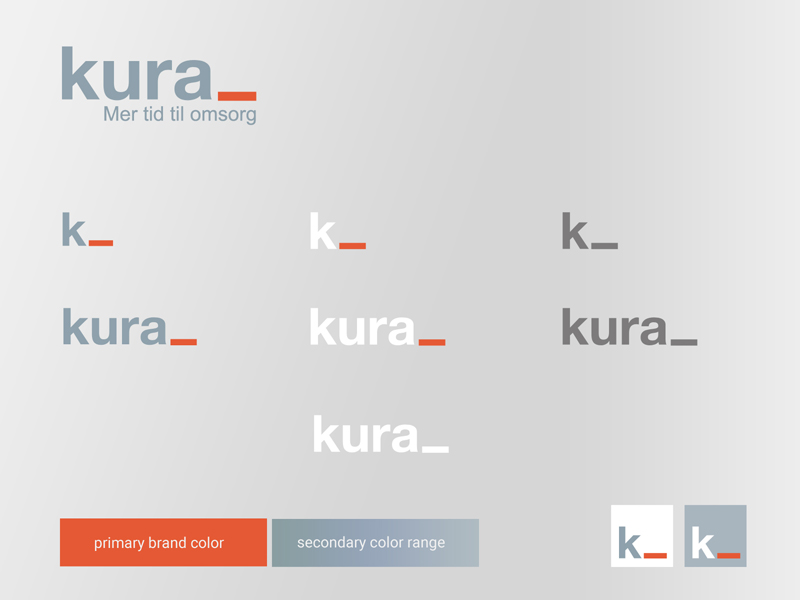 kura_
Mer tid til omsorg
k_
k_
k_
kura_
kura_
kura_
kura_
primary brand color
secondary color range
k_
k_